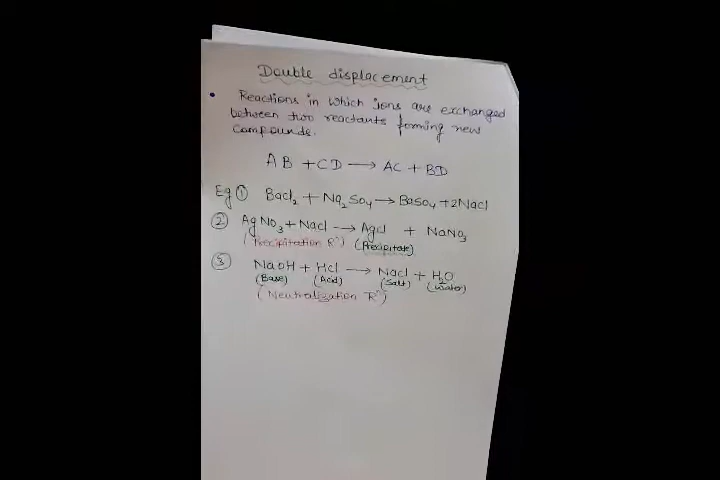 Double displacement
• Reactions in which ions are exchanged
between two reactants forming new
compounds.
AB + CD → AC + BD
Eg ① BaCl₂ + Na₂SO₄ → BaSO₄ + 2NaCl
② AgNO₃ + NaCl → AgCl + NaNO₃
(Precipitation Rⁿ) (Precipitate)
③ NaOH + HCl → NaCl + H₂O
(Base) (Acid) (Salt) (Water)
(Neutralization Rⁿ)